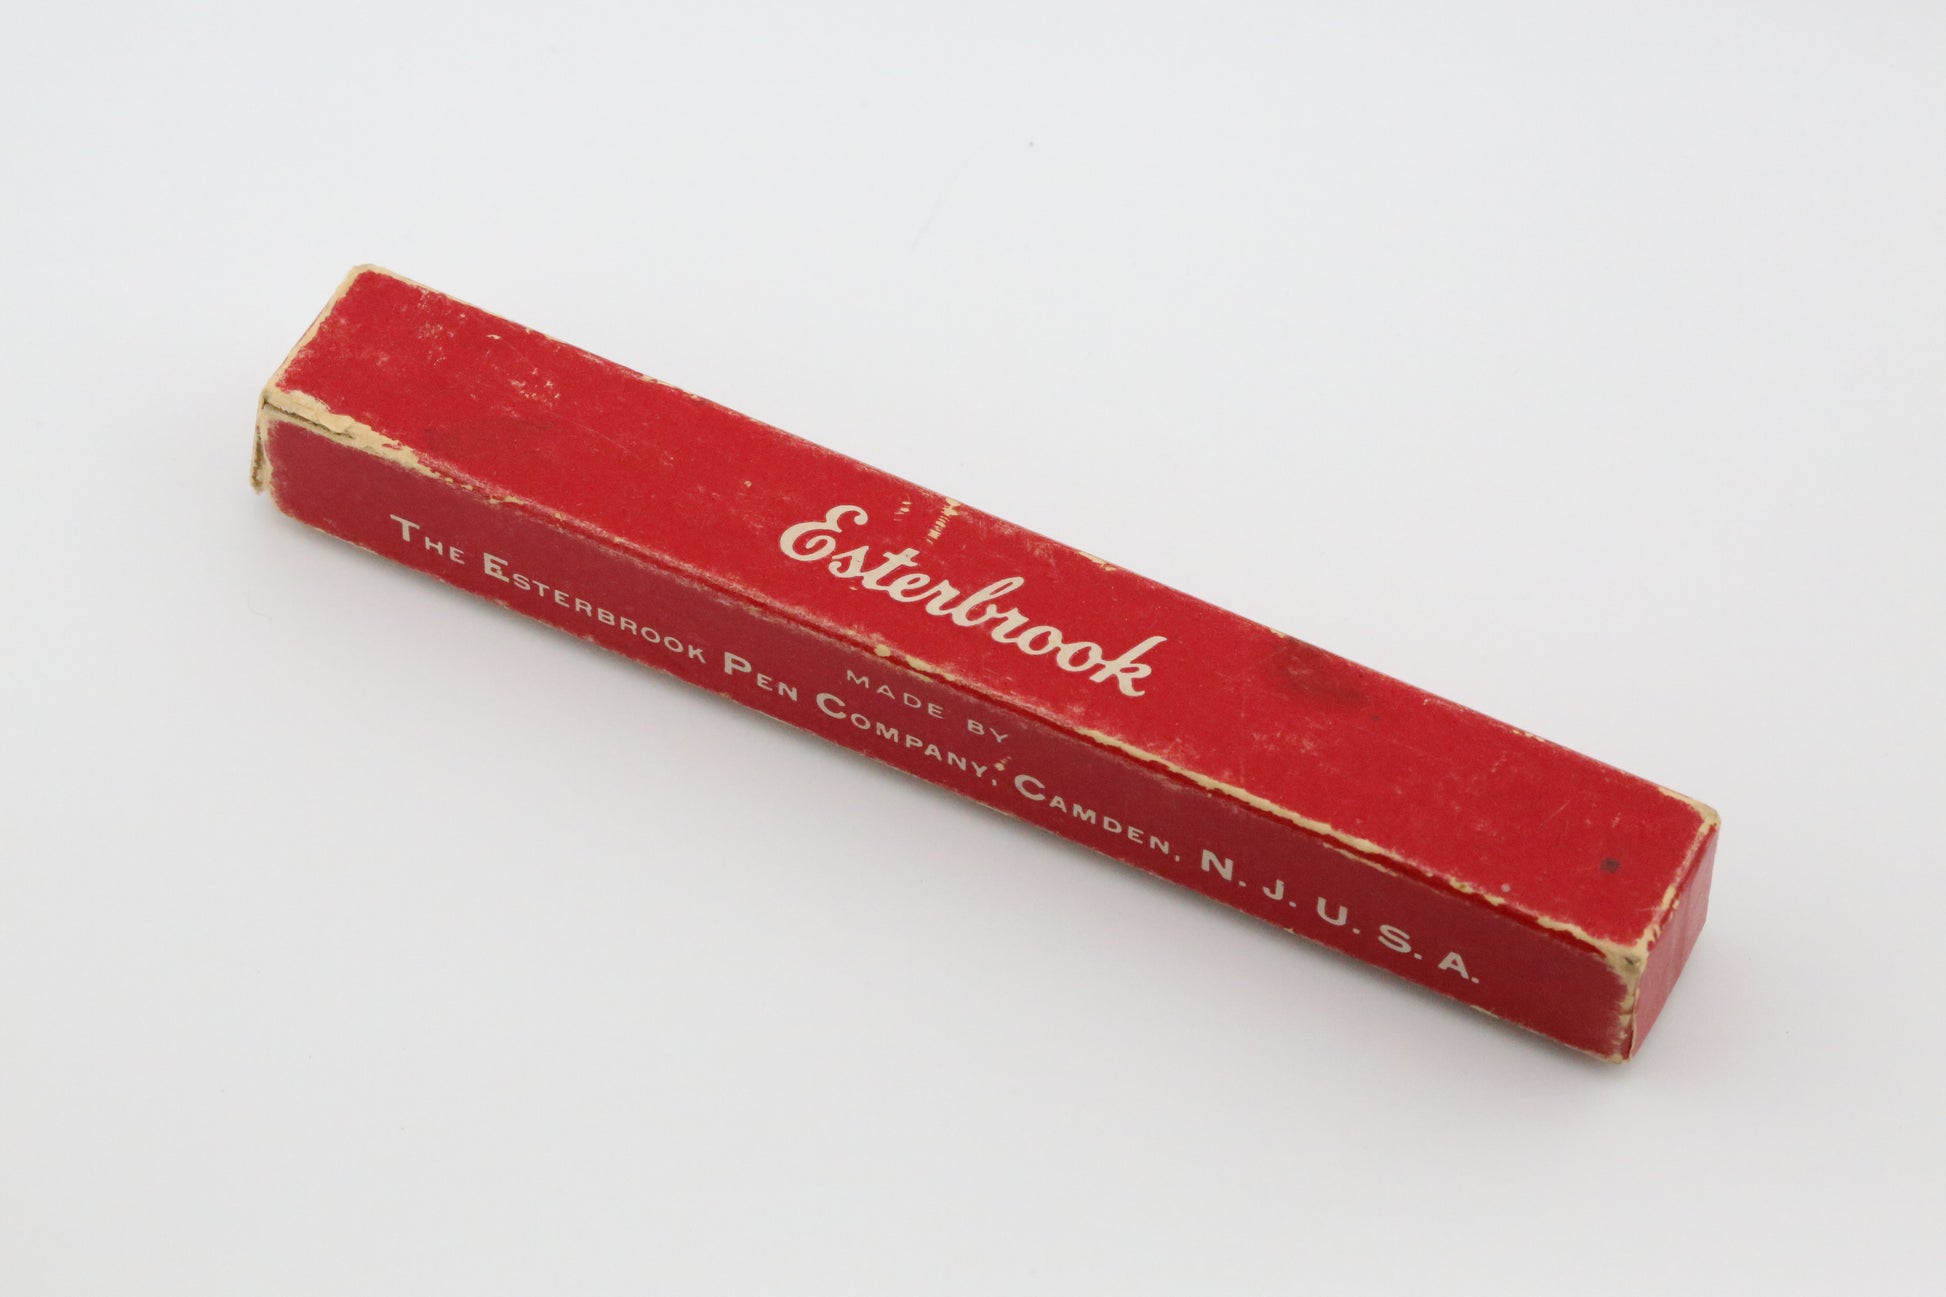 Esterbrook
MADE BY
THE ESTERBROOK PEN COMPANY, CAMDEN, N. J. U. S. A.